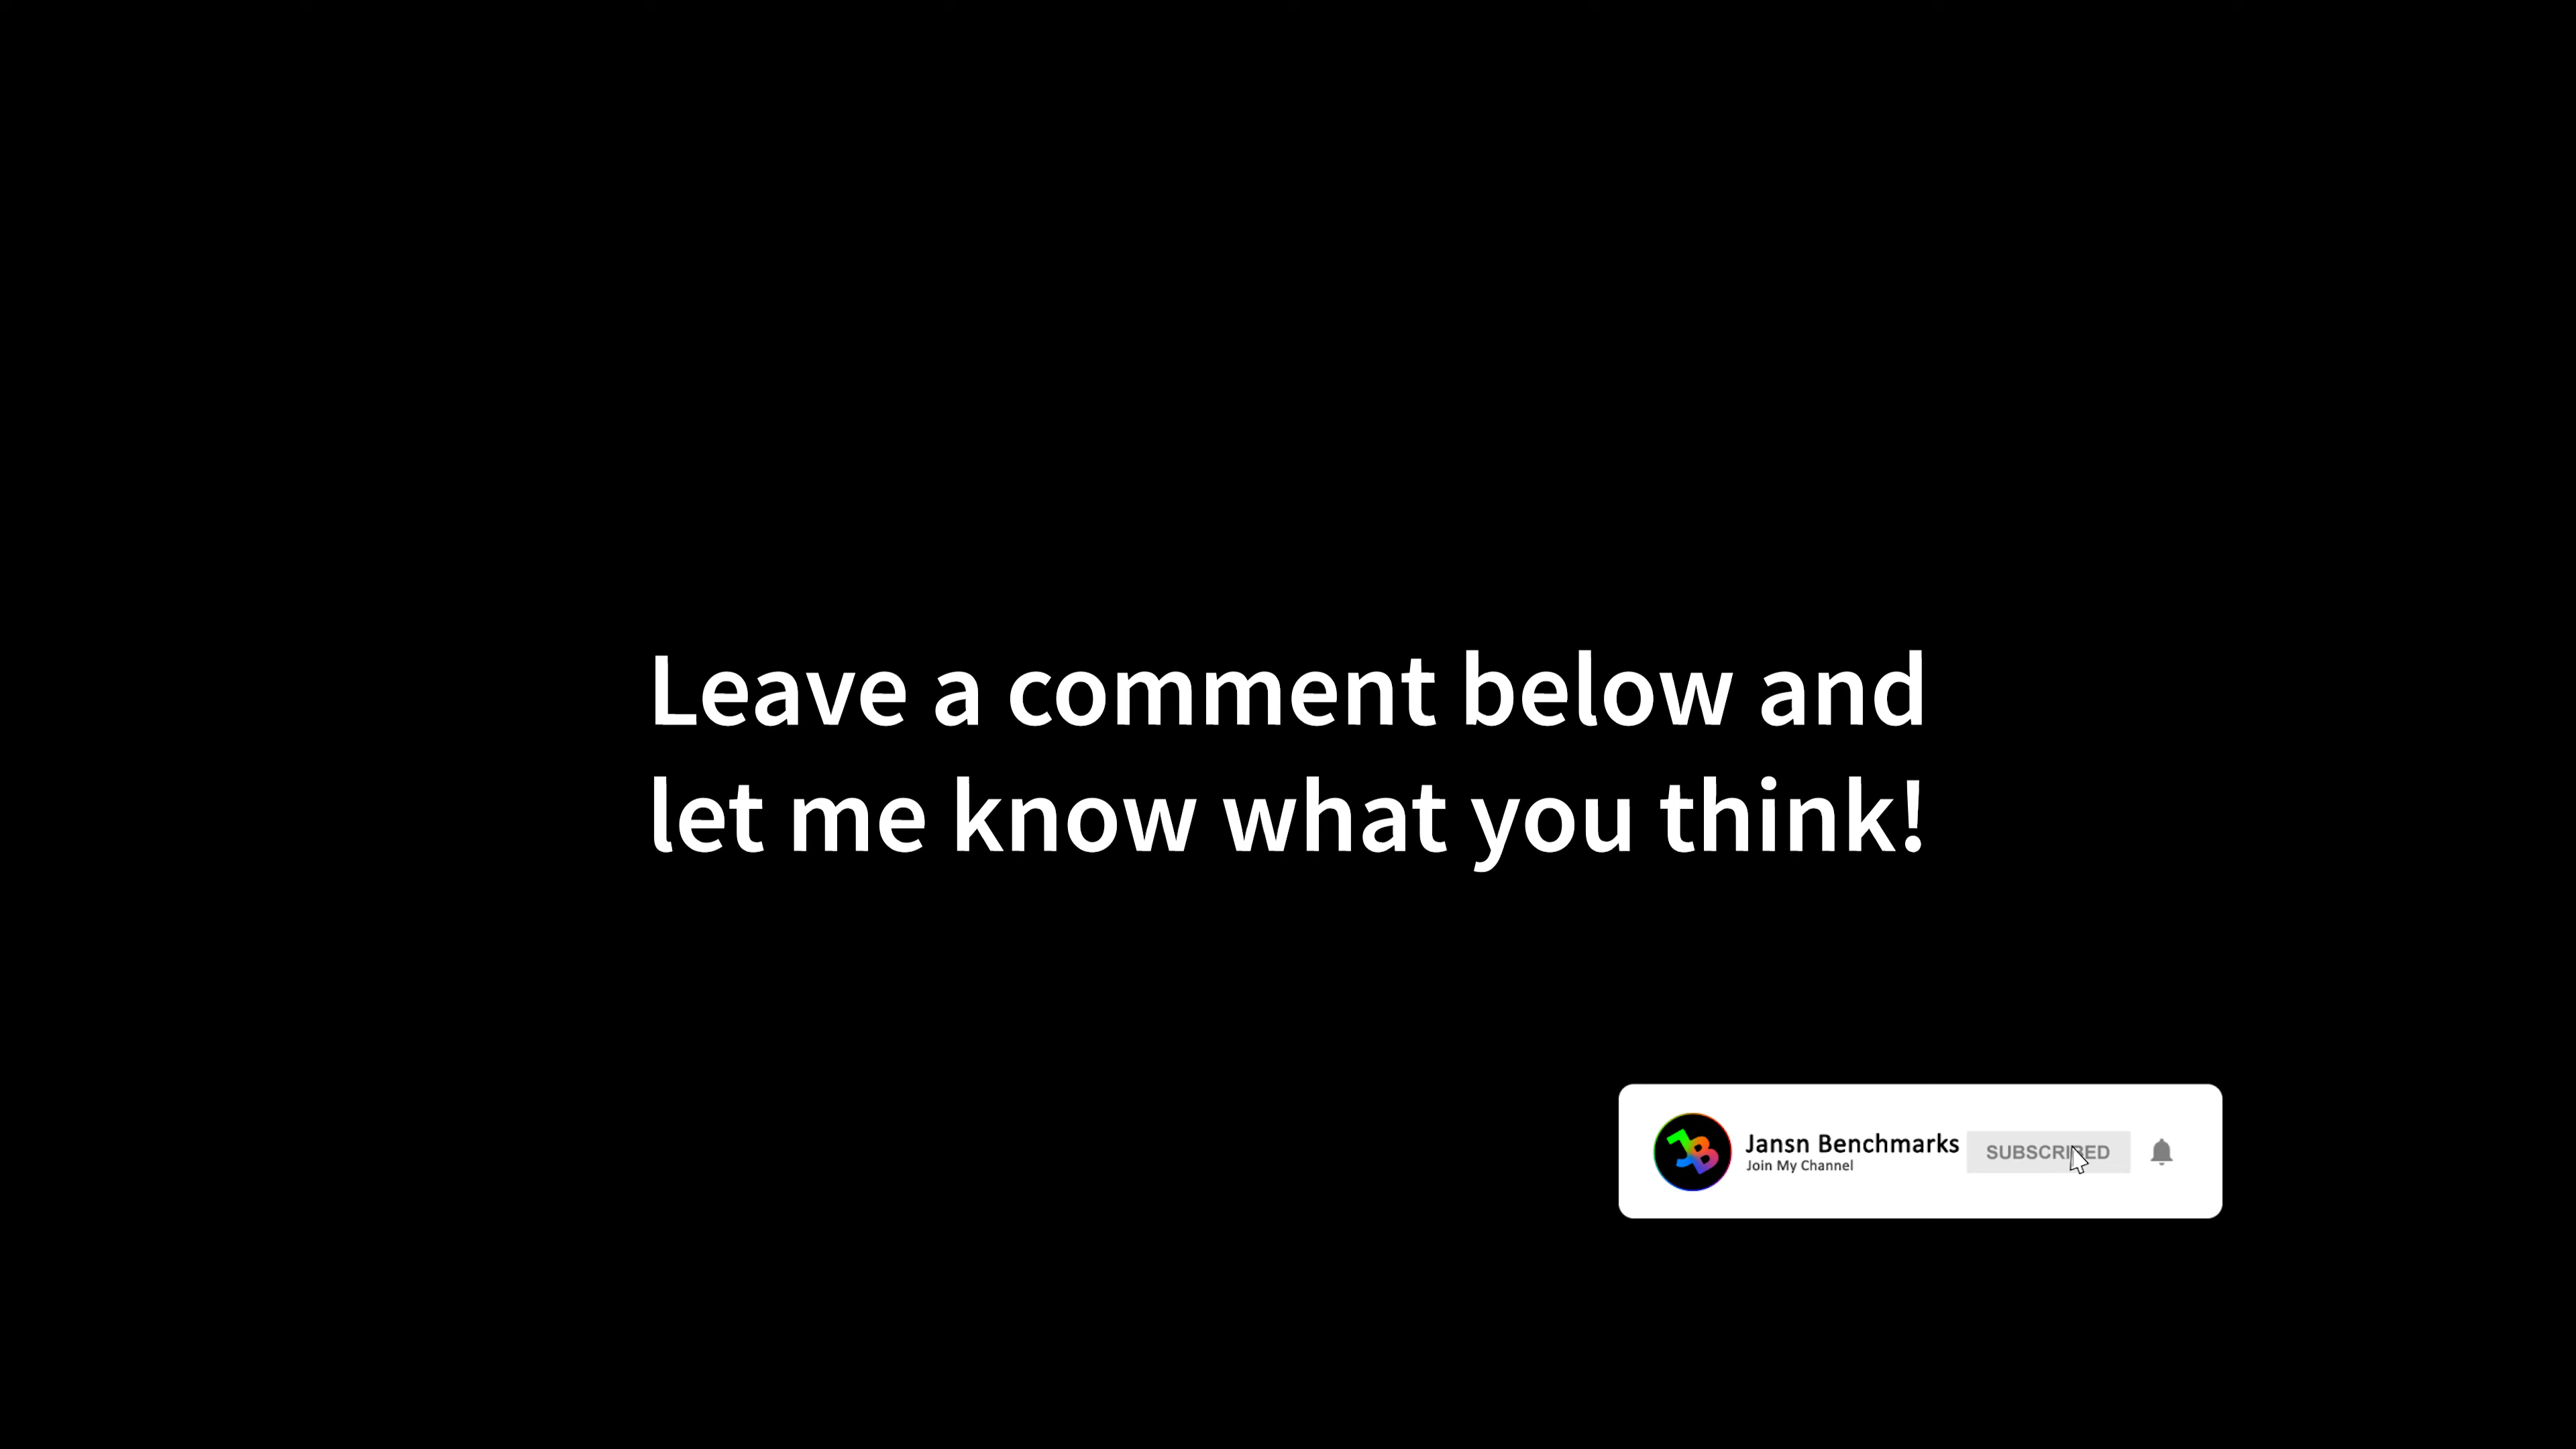 Leave a comment below and
let me know what you think!
Jansn Benchmarks
Join My Channel
SUBSCRIBED